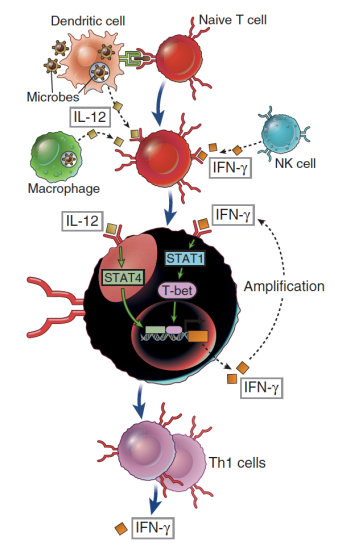 Dendritic cell
Naive T cell
Microbes
IL-12
IFN-γ
NK cell
Macrophage
IL-12
IFN-γ
STAT1
STAT4
T-bet
Amplification
IFN-γ
Th1 cells
IFN-γ